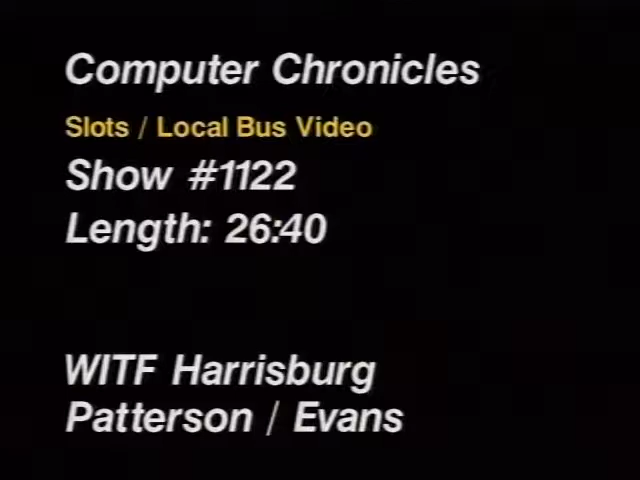 Computer Chronicles
Slots / Local Bus Video
Show #1122
Length: 26:40
WITF Harrisburg
Patterson / Evans